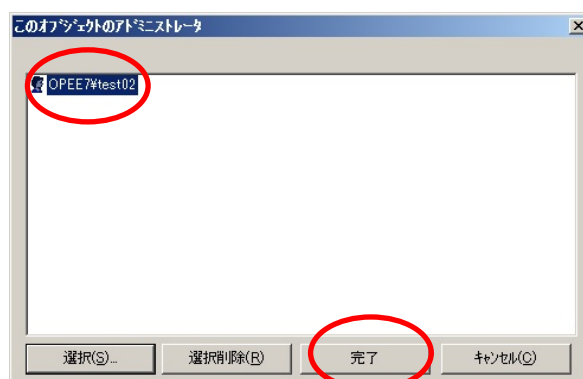 このｵﾌﾞｼﾞｪｸﾄのｱﾄﾞﾐﾆｽﾄﾚｰﾀ
OPEE7¥test02
選択(S)...
選択削除(R)
完了
ｷｬﾝｾﾙ(C)